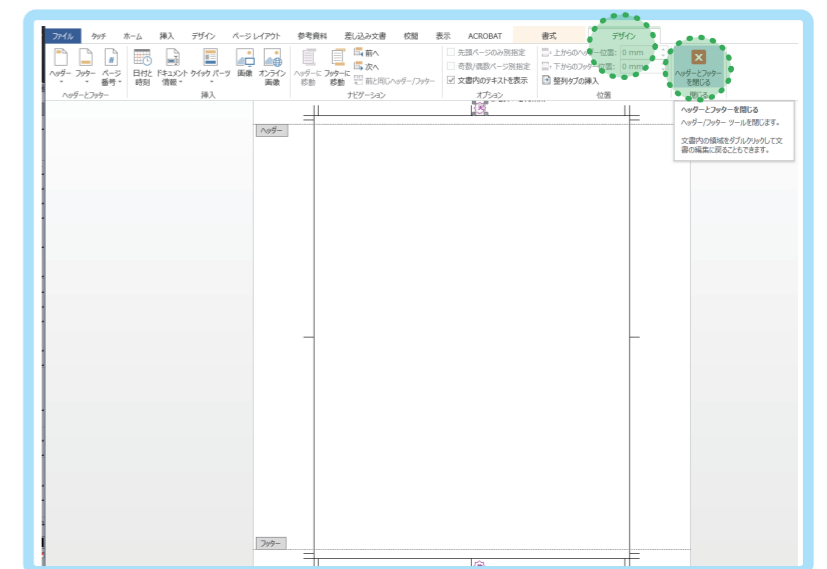 ファイル タッチ ホーム 挿入 デザイン ページ レイアウト 参考資料 差し込み文書 校閲 表示 ACROBAT 書式 デザイン
ヘッダー フッター ページ番号 日付と時刻 ドキュメント情報 クイック パーツ 画像 オンライン画像 ヘッダーに移動 フッターに移動
前へ
次へ
前と同じヘッダー/フッター
先頭ページのみ別指定
奇数/偶数ページ別指定
文書内のテキストを表示
上からのヘッダー位置: 0 mm
下からのフッター位置: 0 mm
整列タブの挿入
ヘッダーとフッターを閉じる
ヘッダーとフッター 挿入 ナビゲーション オプション 位置 閉じる
ヘッダーとフッターを閉じる
ヘッダー/フッター ツールを閉じます。
文書内の領域をダブルクリックして文
書の編集に戻ることもできます。
ヘッダー
フッター